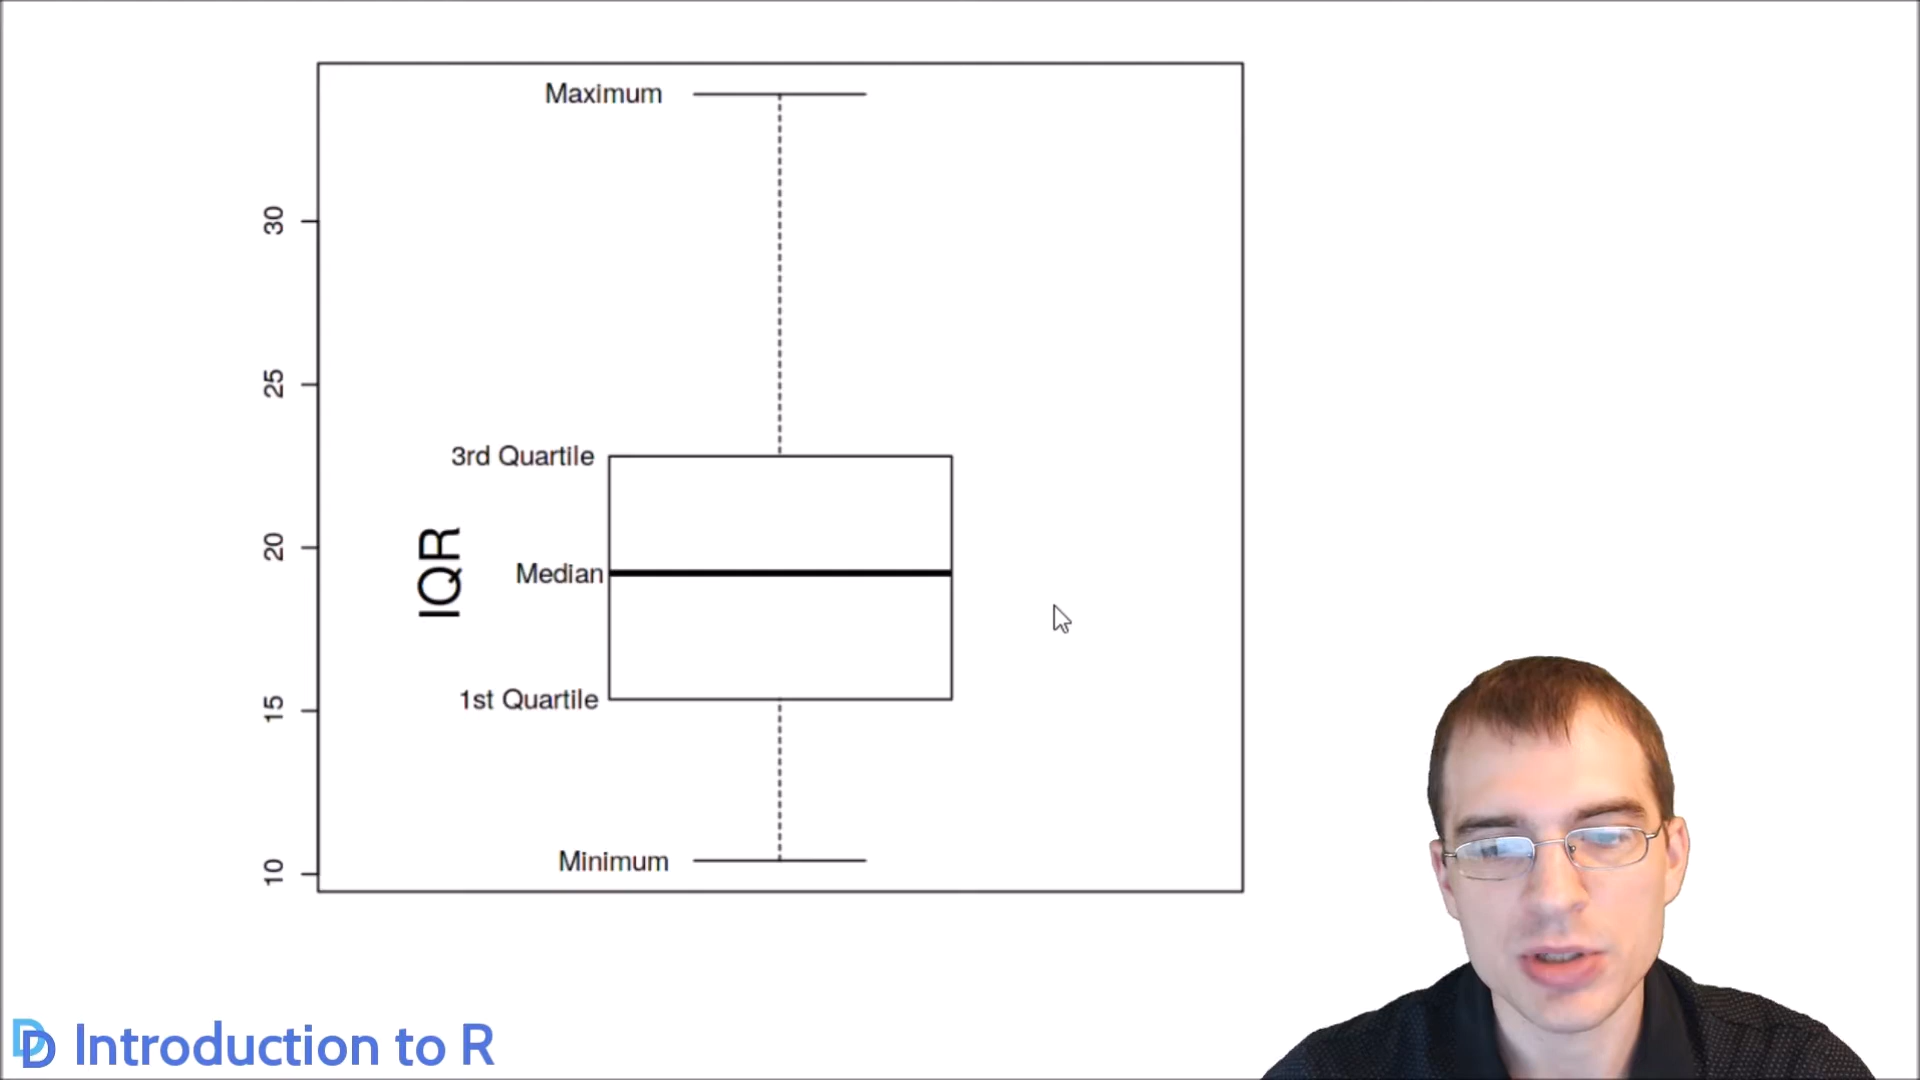 Maximum
30
25
3rd Quartile
IQR
20
Median
1st Quartile
15
Minimum
10
D Introduction to R